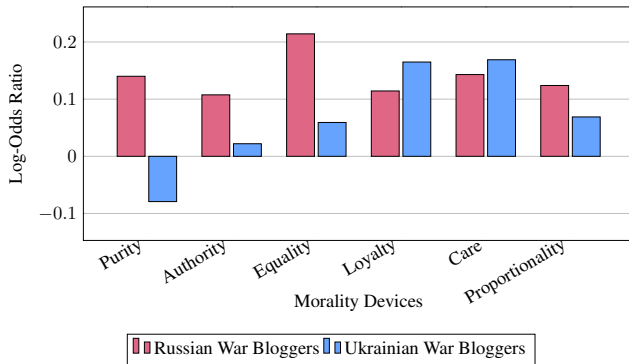 0.2
0.1
0
−0.1
Log-Odds Ratio
Purity
Authority
Equality
Loyalty
Care
Proportionality
Morality Devices
Russian War Bloggers
Ukrainian War Bloggers